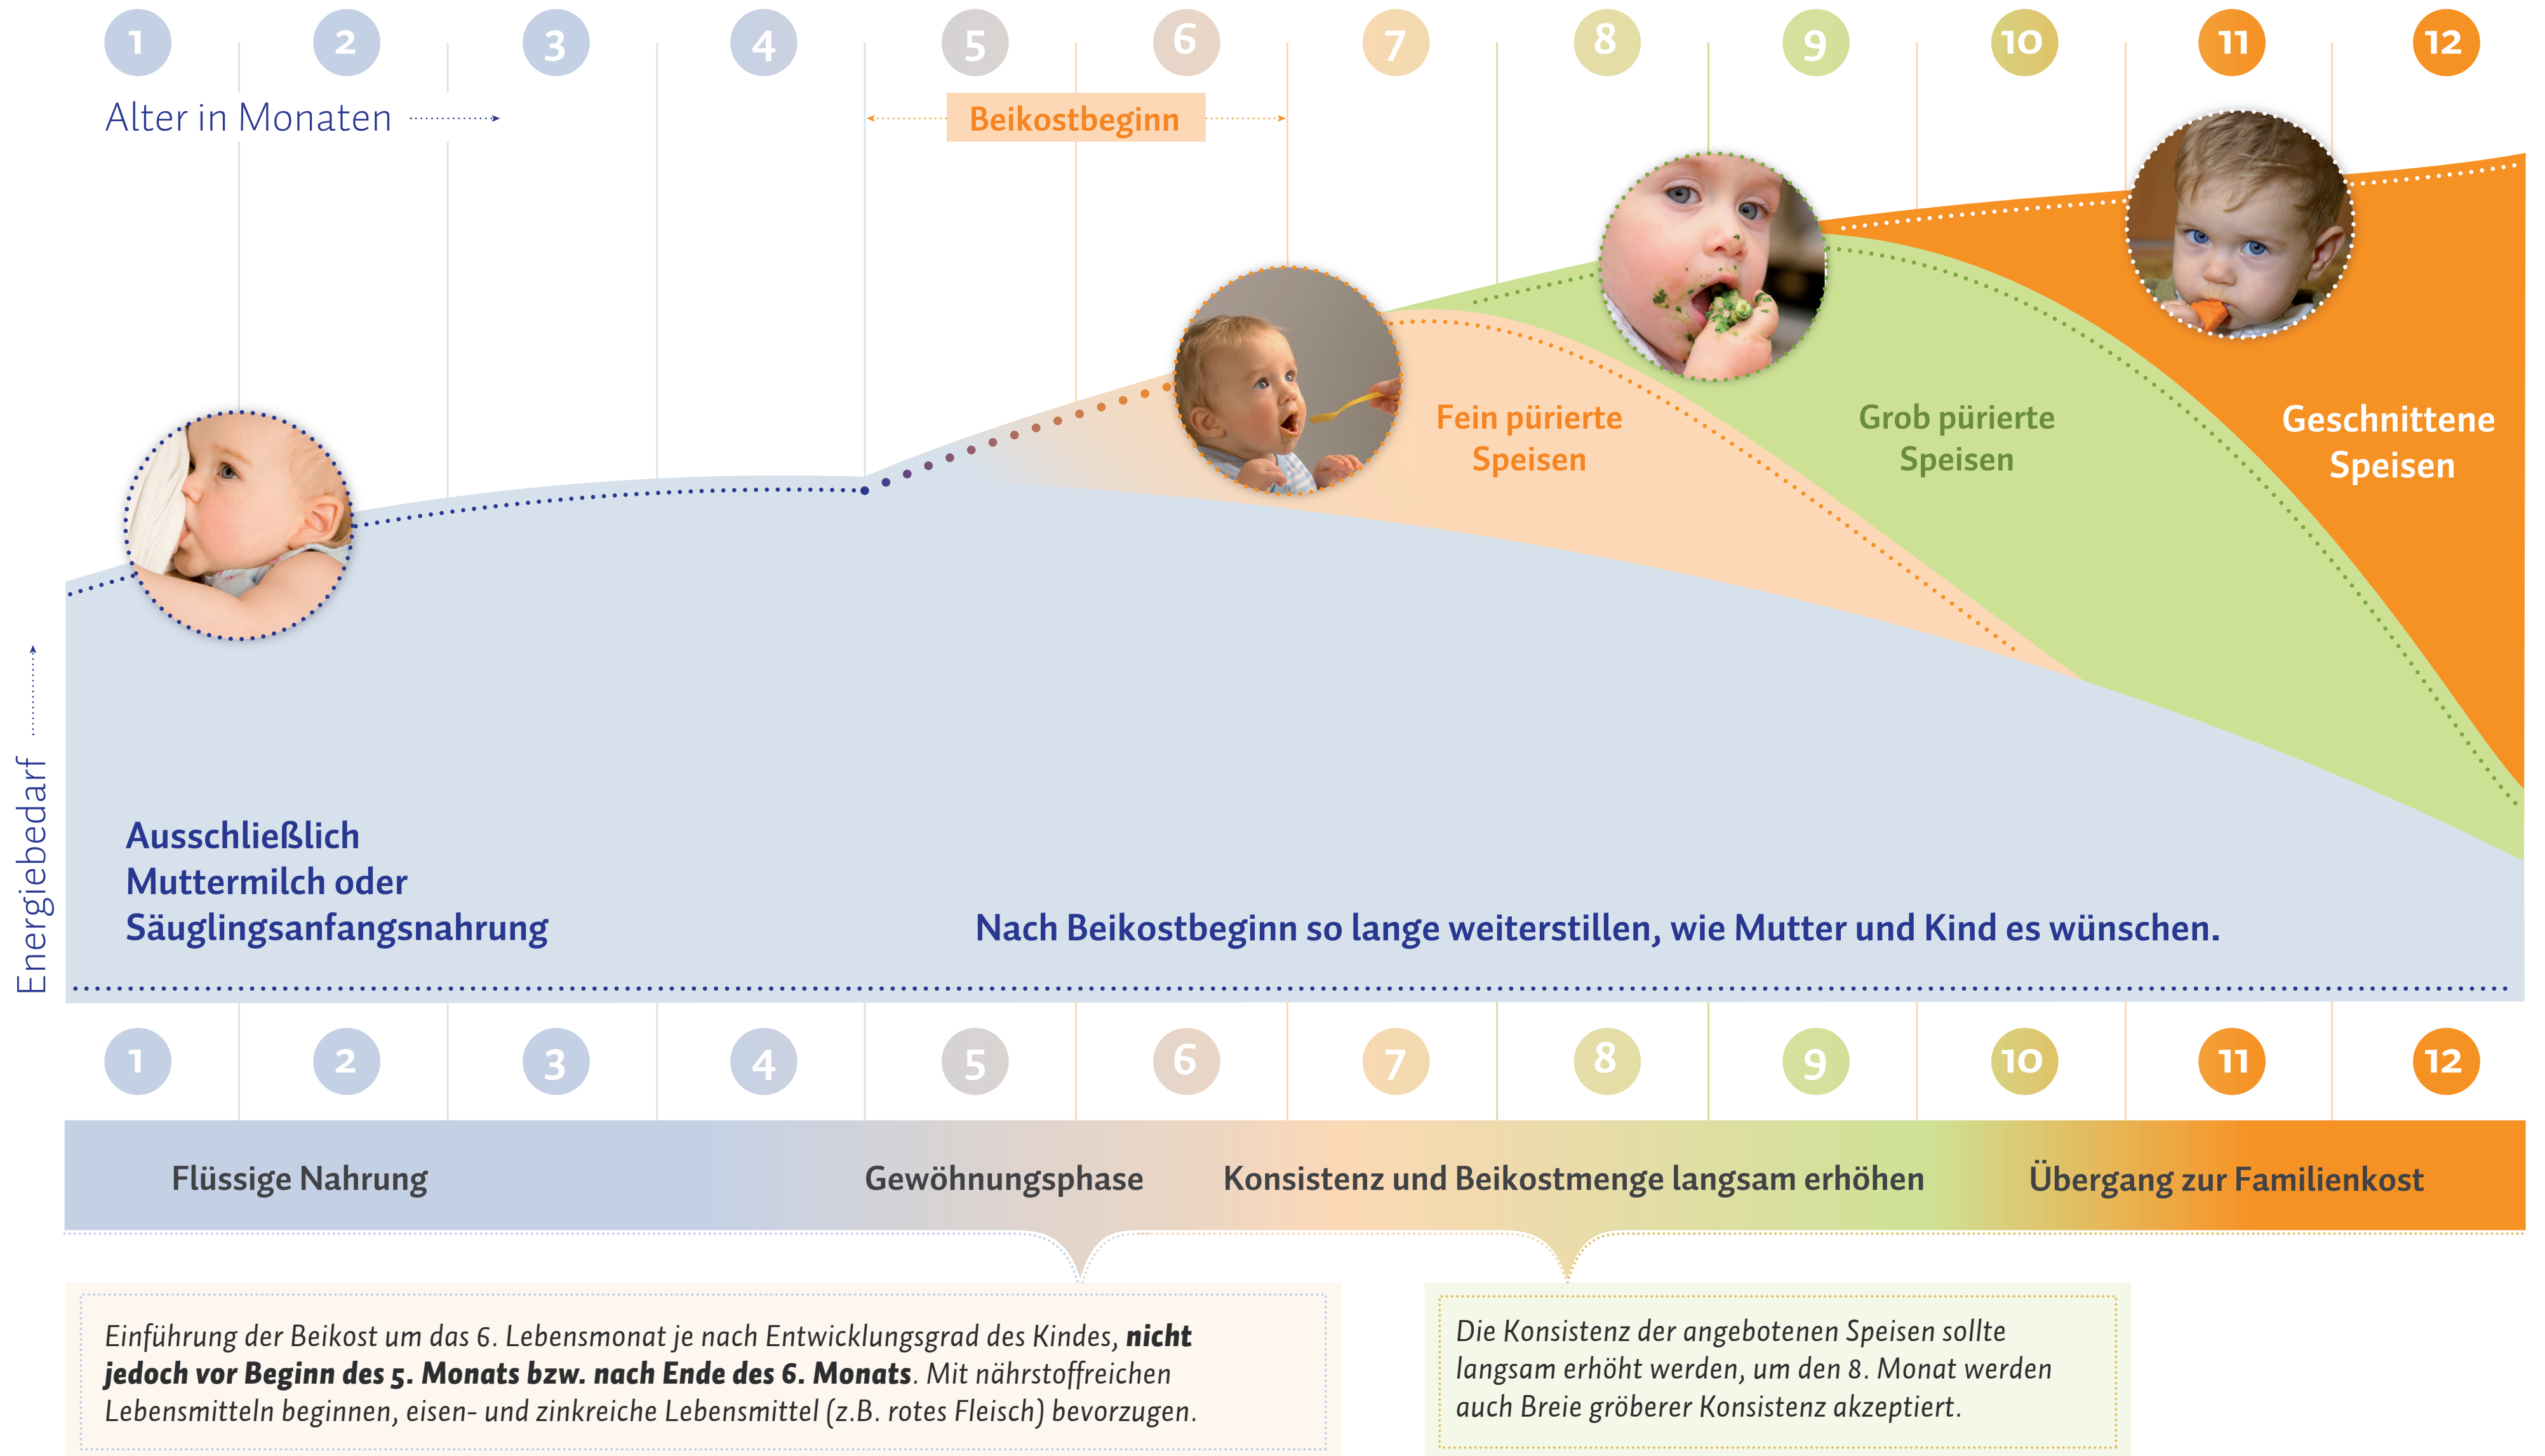 1 2 3 4 5 6 7 8 9 10 11 12
Alter in Monaten
Beikostbeginn
Fein pürierte
Speisen
Grob pürierte
Speisen
Geschnittene
Speisen
Energiebedarf
Ausschließlich
Muttermilch oder
Säuglingsanfangsnahrung
Nach Beikostbeginn so lange weiterstillen, wie Mutter und Kind es wünschen.
1 2 3 4 5 6 7 8 9 10 11 12
Flüssige Nahrung
Gewöhnungsphase
Konsistenz und Beikostmenge langsam erhöhen
Übergang zur Familienkost
Einführung der Beikost um das 6. Lebensmonat je nach Entwicklungsgrad des Kindes, nicht
jedoch vor Beginn des 5. Monats bzw. nach Ende des 6. Monats. Mit nährstoffreichen
Lebensmitteln beginnen, eisen- und zinkreiche Lebensmittel (z.B. rotes Fleisch) bevorzugen.
Die Konsistenz der angebotenen Speisen sollte
langsam erhöht werden, um den 8. Monat werden
auch Breie gröberer Konsistenz akzeptiert.